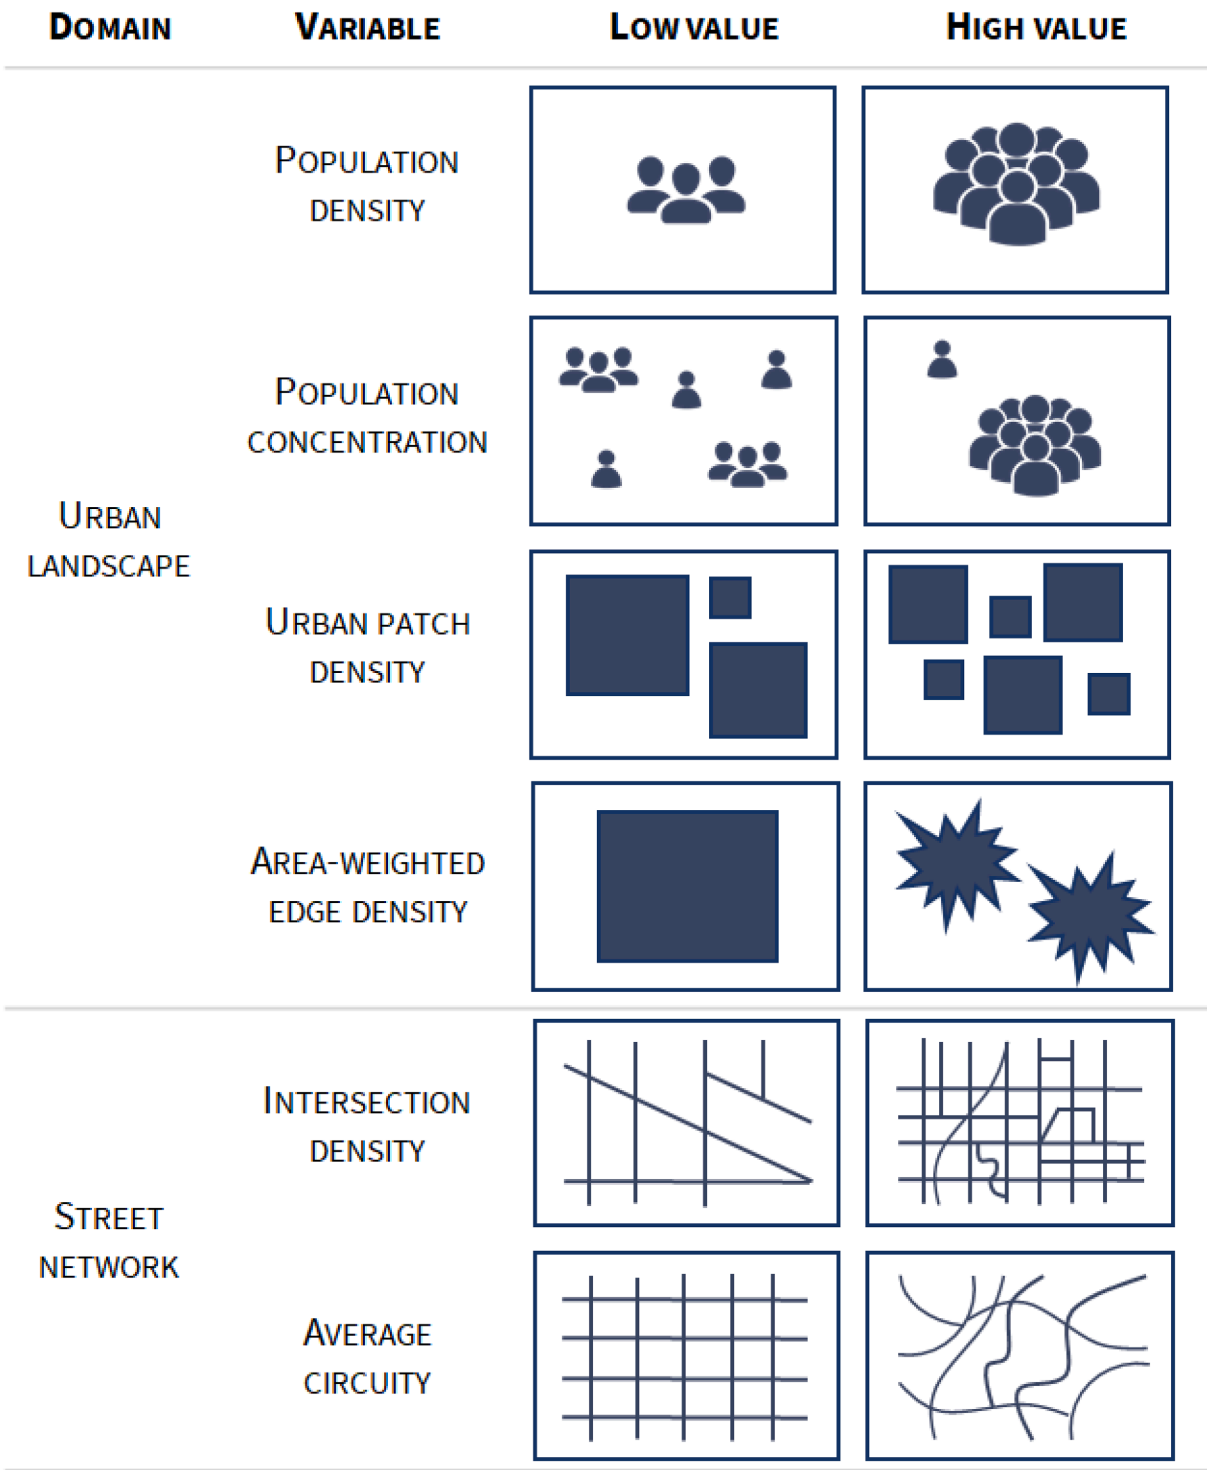 DOMAIN VARIABLE LOW VALUE HIGH VALUE
POPULATION
DENSITY
POPULATION
CONCENTRATION
URBAN
LANDSCAPE
URBAN PATCH
DENSITY
AREA-WEIGHTED
EDGE DENSITY
INTERSECTION
DENSITY
STREET
NETWORK
AVERAGE
CIRCUITY